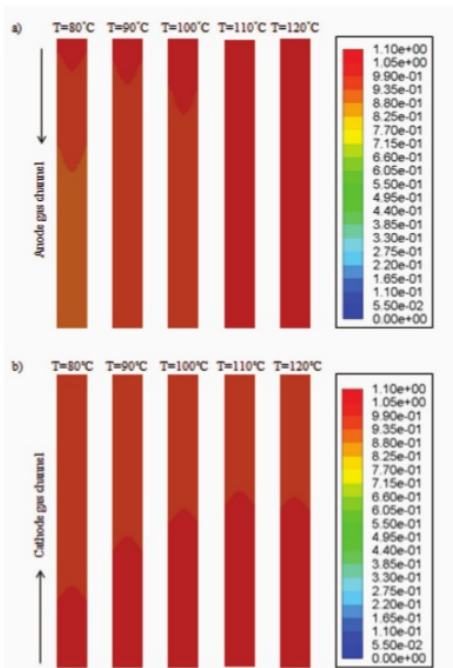 a)
T=80°C T=90°C T=100°C T=110°C T=120°C
Anode gas channel
1.10e+00
1.05e+00
9.90e-01
9.35e-01
8.80e-01
8.25e-01
7.70e-01
7.15e-01
6.60e-01
6.05e-01
5.50e-01
4.95e-01
4.40e-01
3.85e-01
3.30e-01
2.75e-01
2.20e-01
1.65e-01
1.10e-01
5.50e-02
0.00e+00
b)
T=80ºC T=90ºC T=100ºC T=110ºC T=120ºC
Cathode gas channel
1.10e+00
1.05e+00
9.90e-01
9.35e-01
8.80e-01
8.25e-01
7.70e-01
7.15e-01
6.60e-01
6.05e-01
5.50e-01
4.95e-01
4.40e-01
3.85e-01
3.30e-01
2.75e-01
2.20e-01
1.65e-01
1.10e-01
5.50e-02
0.00e+00